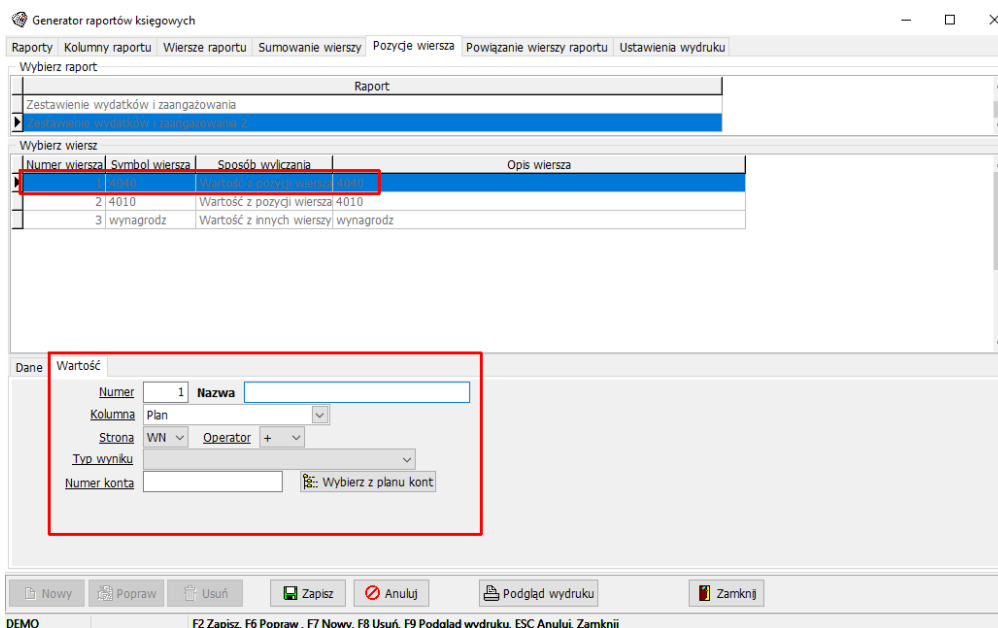 Generator raportów księgowych
Raporty Kolumny raportu Wiersze raportu Sumowanie wierszy Pozycje wiersza Powiązanie wierszy raportu Ustawienia wydruku
Wybierz raport
Raport
Zestawienie wydatków i zaangażowania
Zestawienie wydatków i zaangażowania 2
Wybierz wiersz
Numer wiersza Symbol wiersza Sposób wyliczania Opis wiersza
1 4040 Wartość z pozycji wiersza 4040
2 4010 Wartość z pozycji wiersza 4010
3 wynagrodz Wartość z innych wierszy wynagrodz
Dane Wartość
Numer 1 Nazwa
Kolumna Plan
Strona WN Operator +
Typ wyniku
Numer konta Wybierz z planu kont
Nowy Popraw Usuń Zapisz Anuluj Podgląd wydruku Zamknij
DEMO F2 Zapisz, F6 Popraw , F7 Nowy, F8 Usuń, F9 Podgląd wydruku, ESC Anuluj, Zamknij